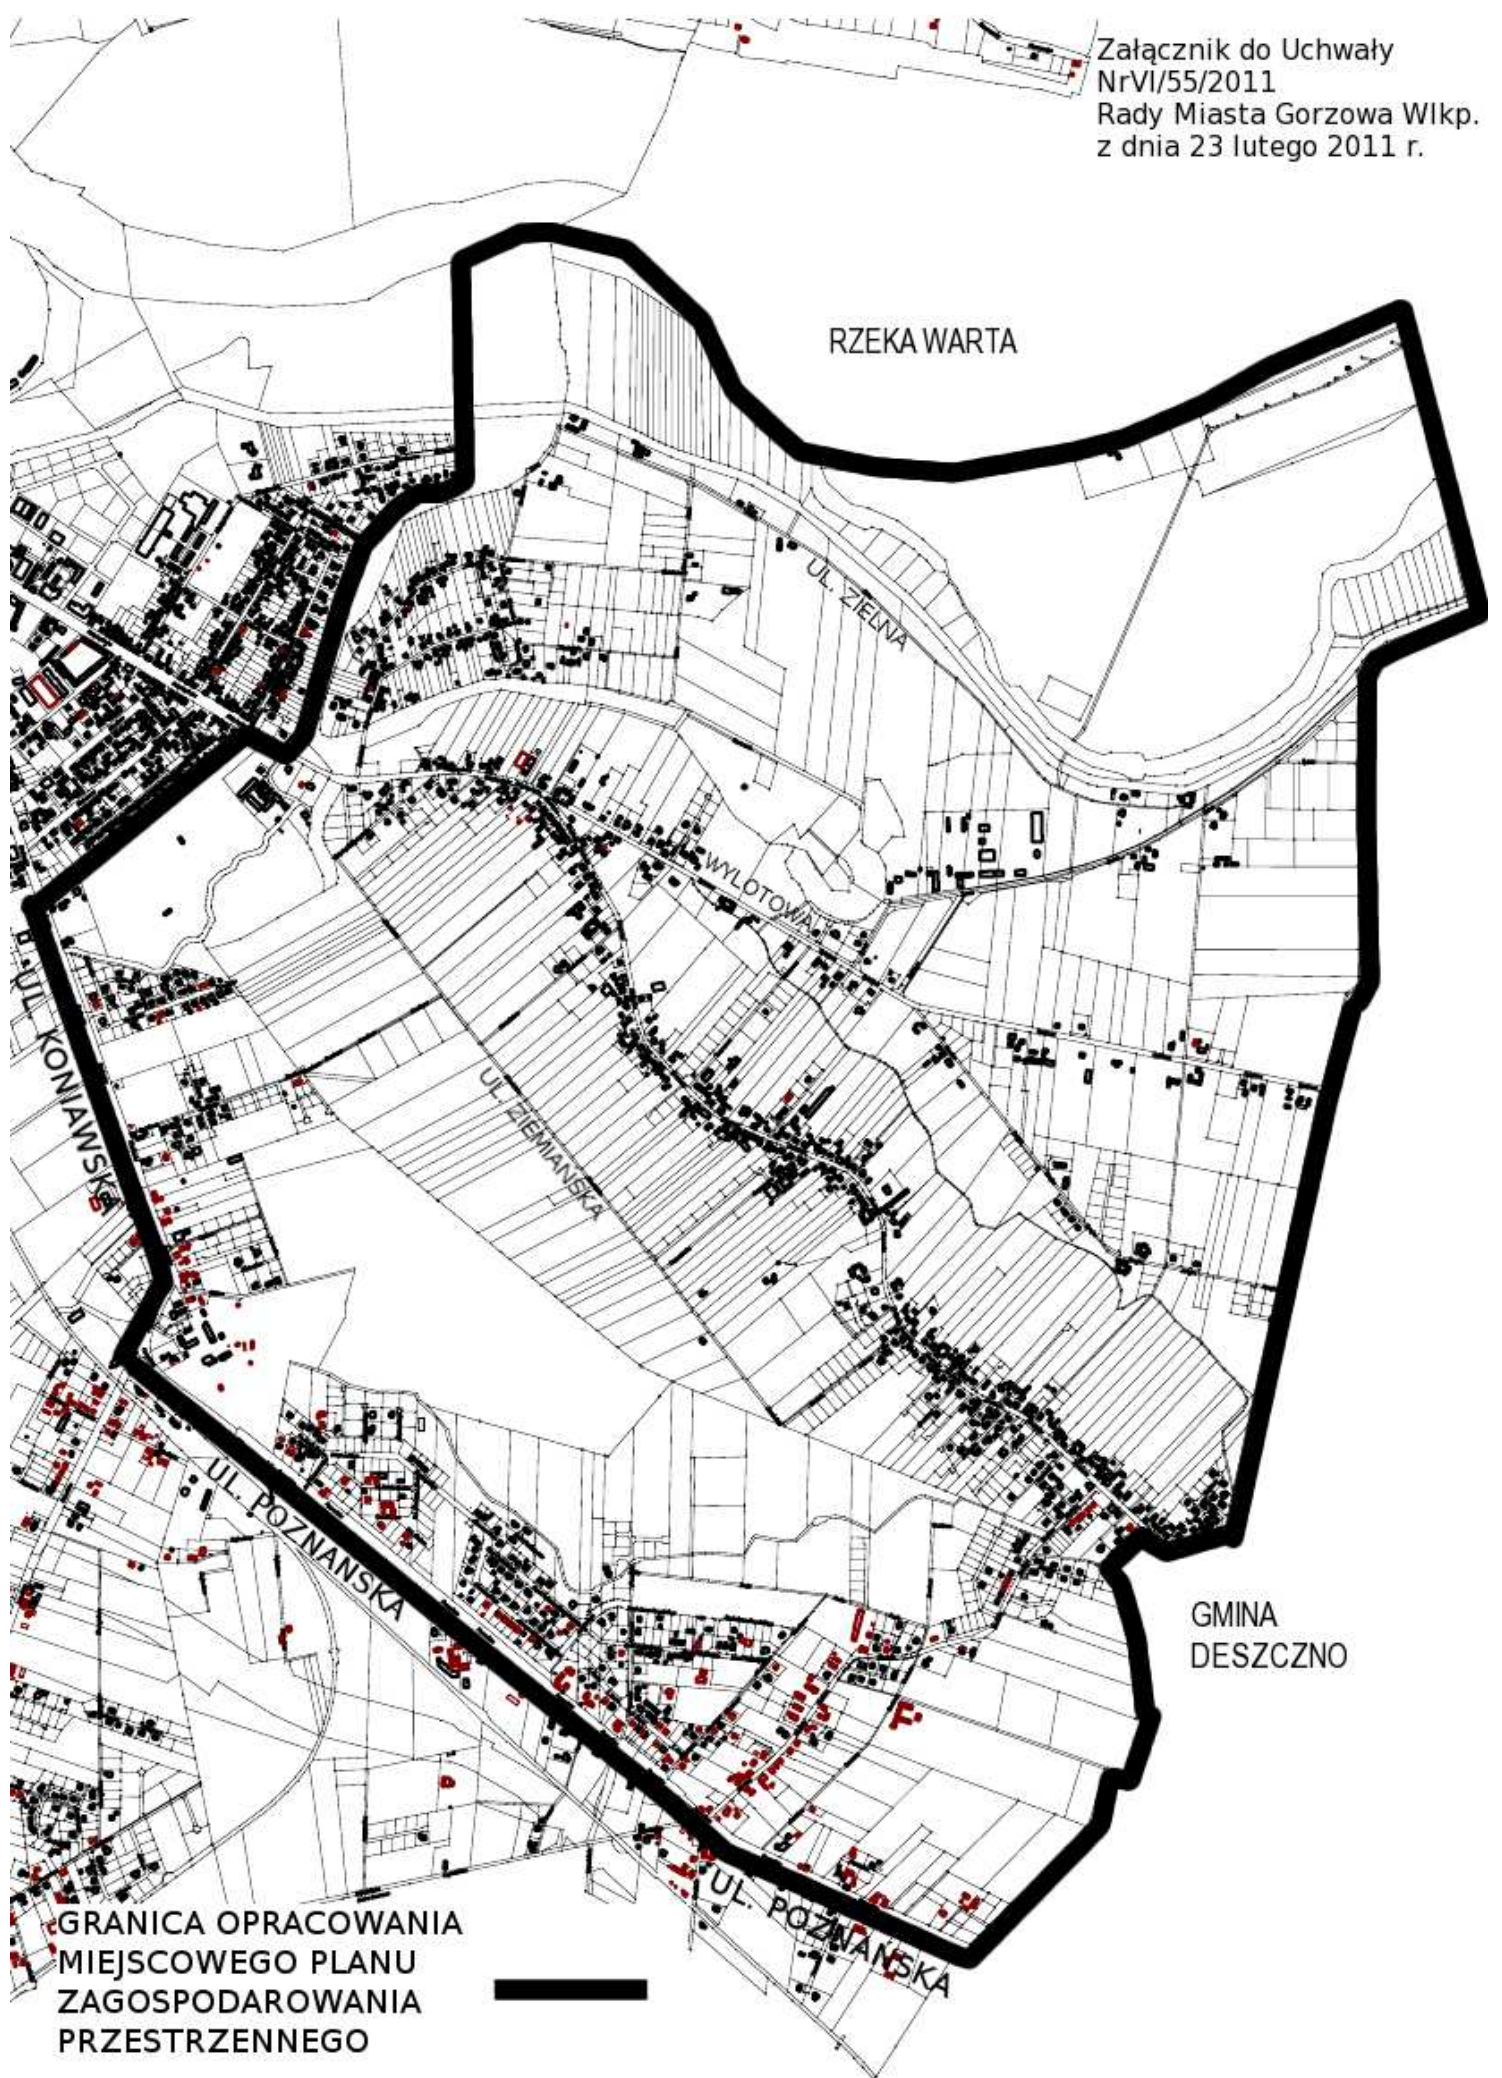 Załącznik do Uchwały
NrVI/55/2011
Rady Miasta Gorzowa Wlkp.
z dnia 23 lutego 2011 r.
RZEKA WARTA
UL. ZIELNA
WYLOTOWA
UL. KONIAWSKA
UL. ZIEMIAŃSKA
UL. POZNAŃSKA
GMINA
DESZCZNO
UL. POZNAŃSKA
GRANICA OPRACOWANIA
MIEJSCOWEGO PLANU
ZAGOSPODAROWANIA
PRZESTRZENNEGO